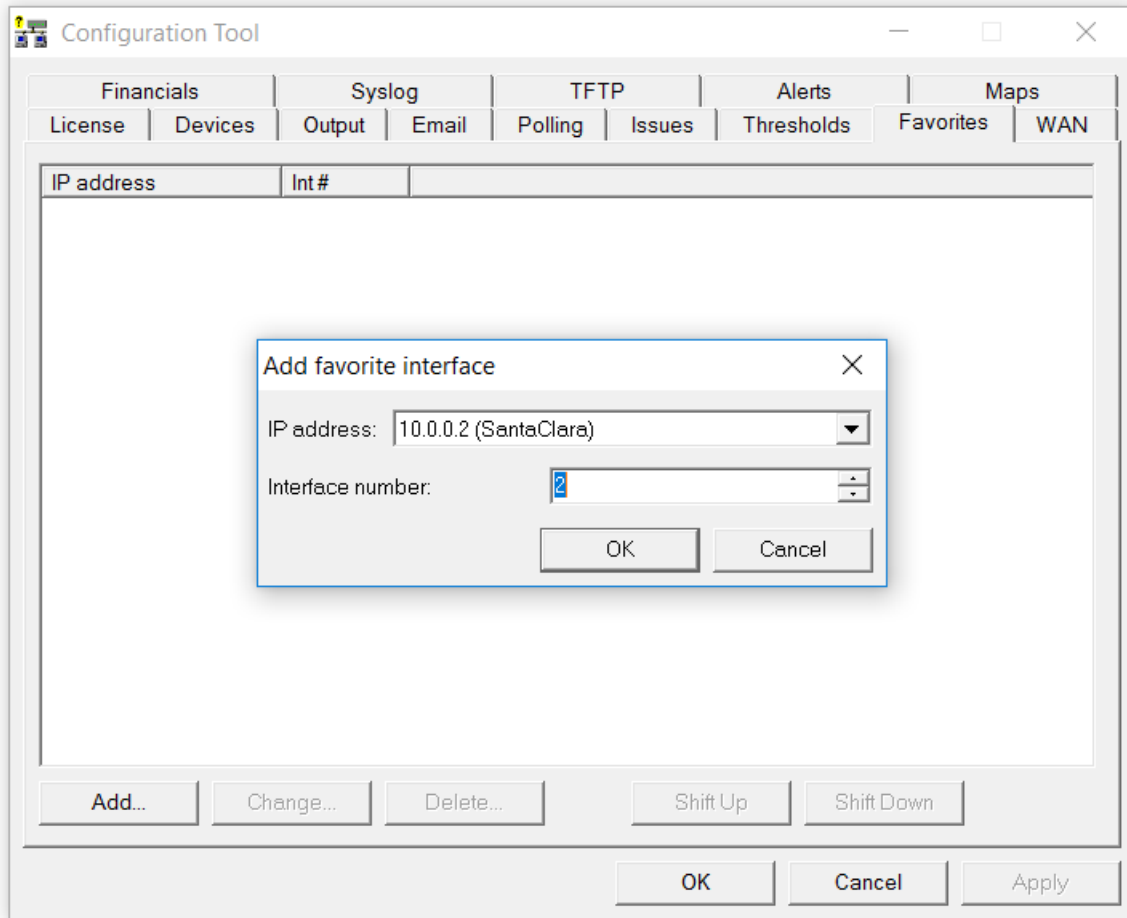 Configuration Tool
Financials Syslog TFTP Alerts Maps
License Devices Output Email Polling Issues Thresholds Favorites WAN
IP address Int #
Add favorite interface
IP address: 10.0.0.2 (SantaClara)
Interface number: 2
OK Cancel
Add... Change... Delete... Shift Up Shift Down
OK Cancel Apply